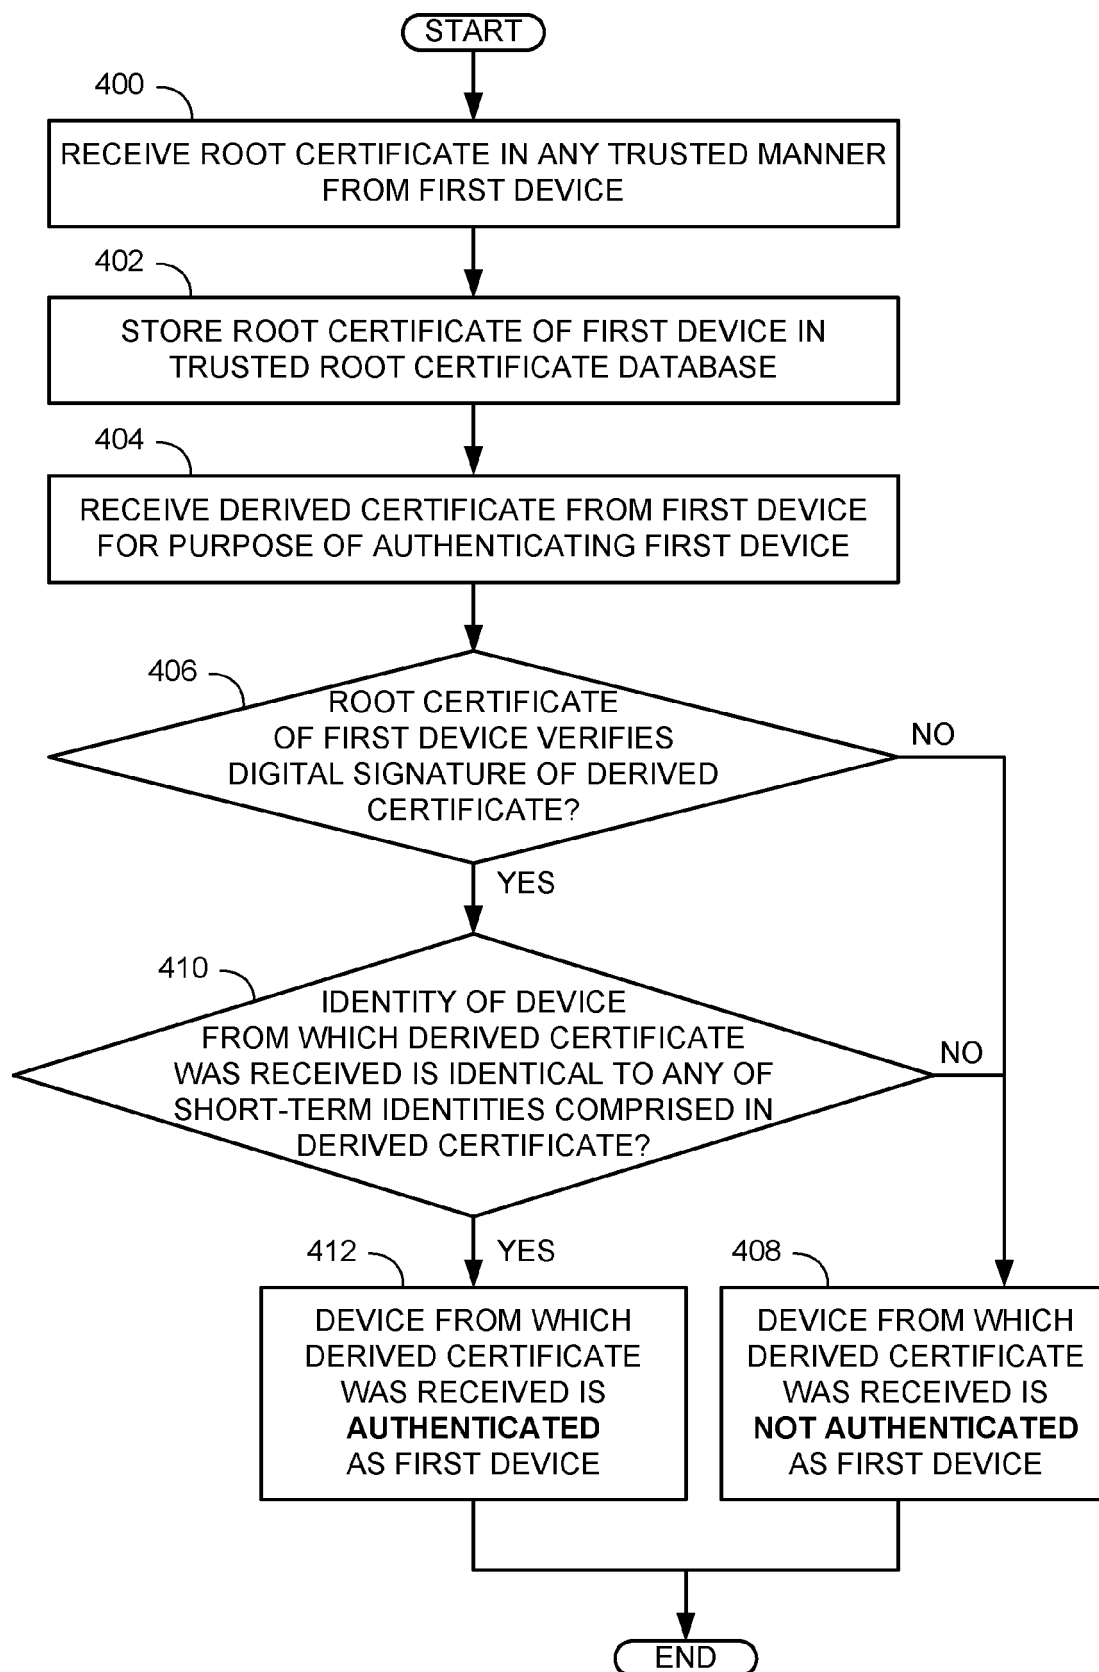 START
400
RECEIVE ROOT CERTIFICATE IN ANY TRUSTED MANNER
FROM FIRST DEVICE
402
STORE ROOT CERTIFICATE OF FIRST DEVICE IN
TRUSTED ROOT CERTIFICATE DATABASE
404
RECEIVE DERIVED CERTIFICATE FROM FIRST DEVICE
FOR PURPOSE OF AUTHENTICATING FIRST DEVICE
406
ROOT CERTIFICATE
OF FIRST DEVICE VERIFIES
DIGITAL SIGNATURE OF DERIVED
CERTIFICATE?
NO
YES
410
IDENTITY OF DEVICE
FROM WHICH DERIVED CERTIFICATE
WAS RECEIVED IS IDENTICAL TO ANY OF
SHORT-TERM IDENTITIES COMPRISED IN
DERIVED CERTIFICATE?
NO
YES
412
DEVICE FROM WHICH
DERIVED CERTIFICATE
WAS RECEIVED IS
AUTHENTICATED
AS FIRST DEVICE
408
DEVICE FROM WHICH
DERIVED CERTIFICATE
WAS RECEIVED IS
NOT AUTHENTICATED
AS FIRST DEVICE
END